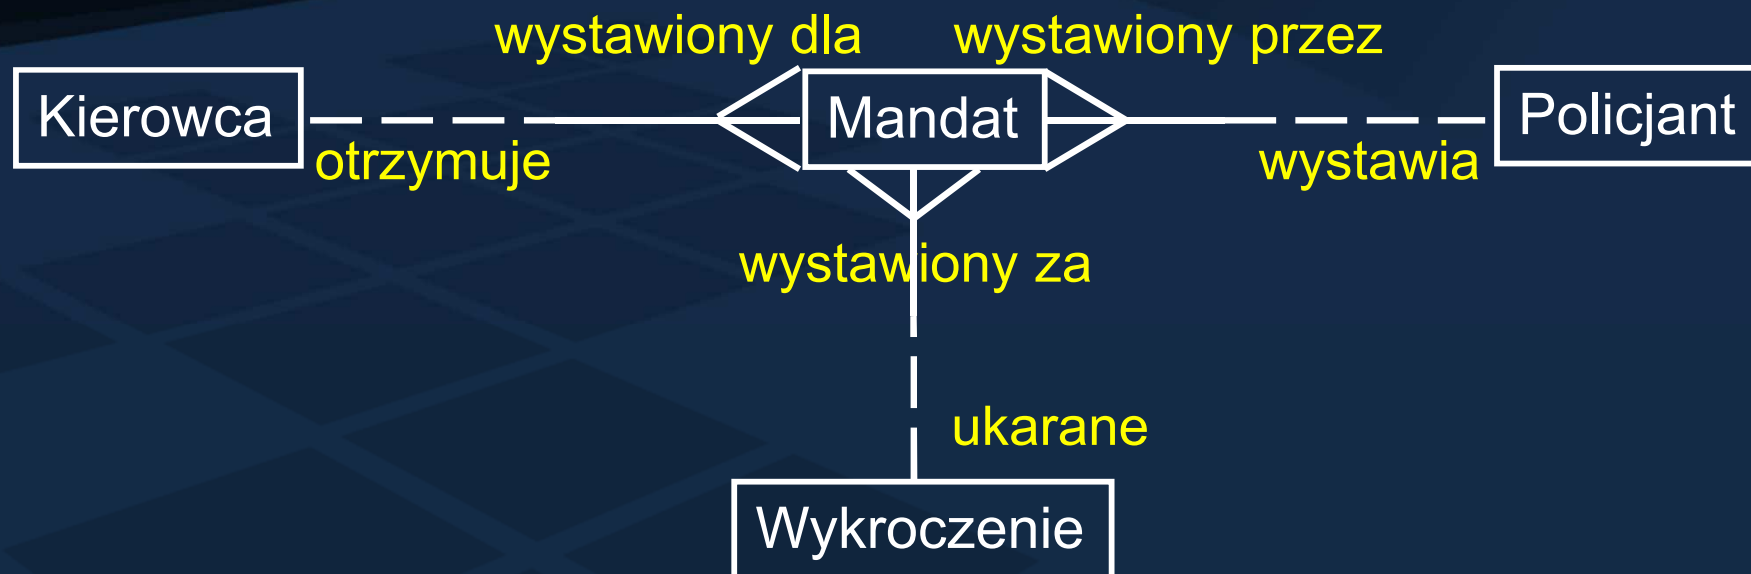 wystawiony dla
wystawiony przez
Kierowca
Mandat
Policjant
otrzymuje
wystawia
wystawiony za
ukarane
Wykroczenie